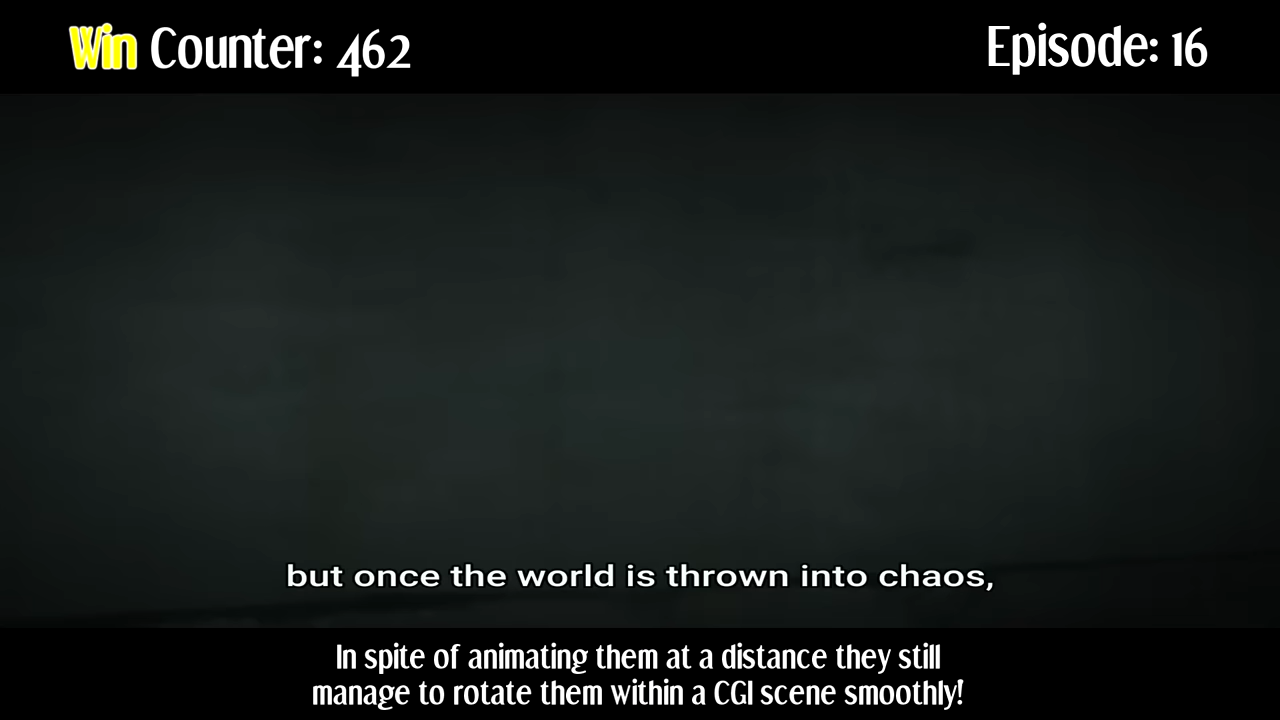 Win Counter: 462
Episode: 16
but once the world is thrown into chaos,
In spite of animating them at a distance they still
manage to rotate them within a CGI scene smoothly!